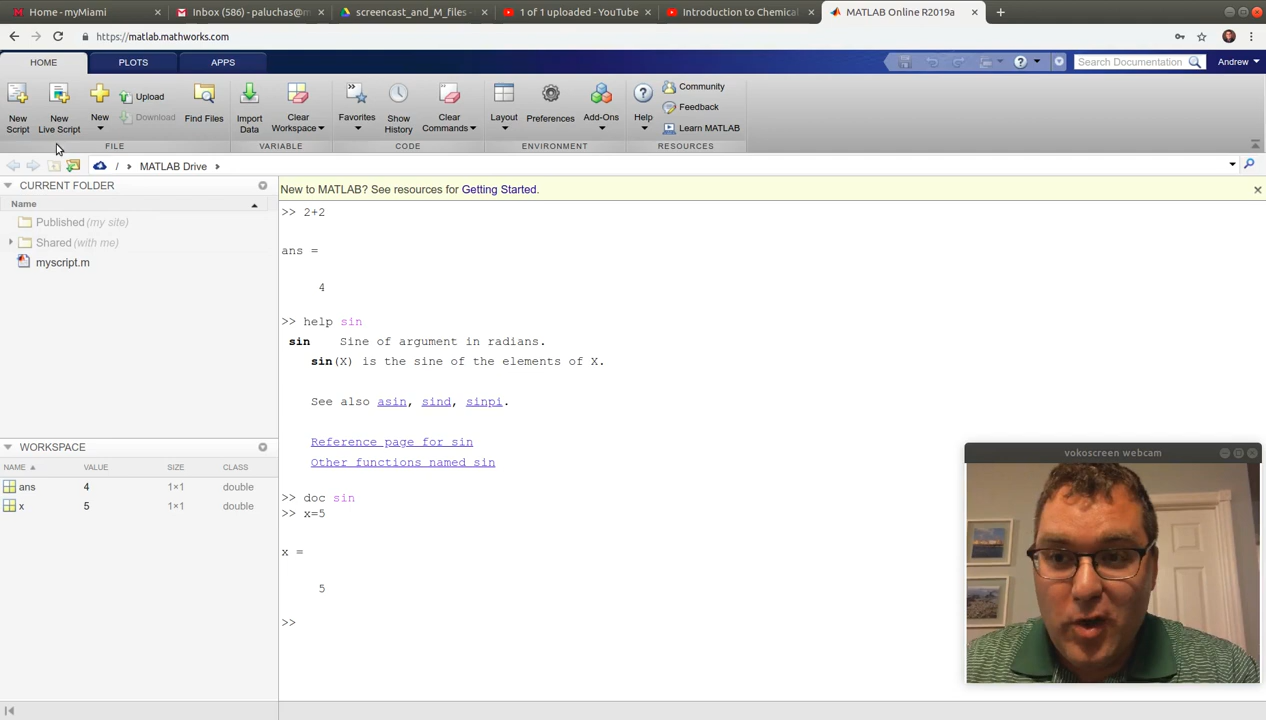 Home - myMiami
Inbox (586) - paluchas@m
screencast_and_M_files -
1 of 1 uploaded - YouTube
Introduction to Chemical
MATLAB Online R2019a
https://matlab.mathworks.com
HOME
PLOTS
APPS
Search Documentation
Andrew
New Script
New Live Script
New
Upload
Download
Find Files
Import Data
Clear Workspace
Favorites
Show History
Clear Commands
Layout
Preferences
Add-Ons
Help
Community
Feedback
Learn MATLAB
FILE
VARIABLE
CODE
ENVIRONMENT
RESOURCES
/ MATLAB Drive
CURRENT FOLDER
Name
Published (my site)
Shared (with me)
myscript.m
WORKSPACE
NAME VALUE SIZE CLASS
ans 4 1×1 double
x 5 1×1 double
New to MATLAB? See resources for Getting Started.
>> 2+2
ans =
4
>> help sin
sin Sine of argument in radians.
sin(X) is the sine of the elements of X.
See also asin, sind, sinpi.
Reference page for sin
Other functions named sin
>> doc sin
>> x=5
x =
5
>>
vokoscreen webcam